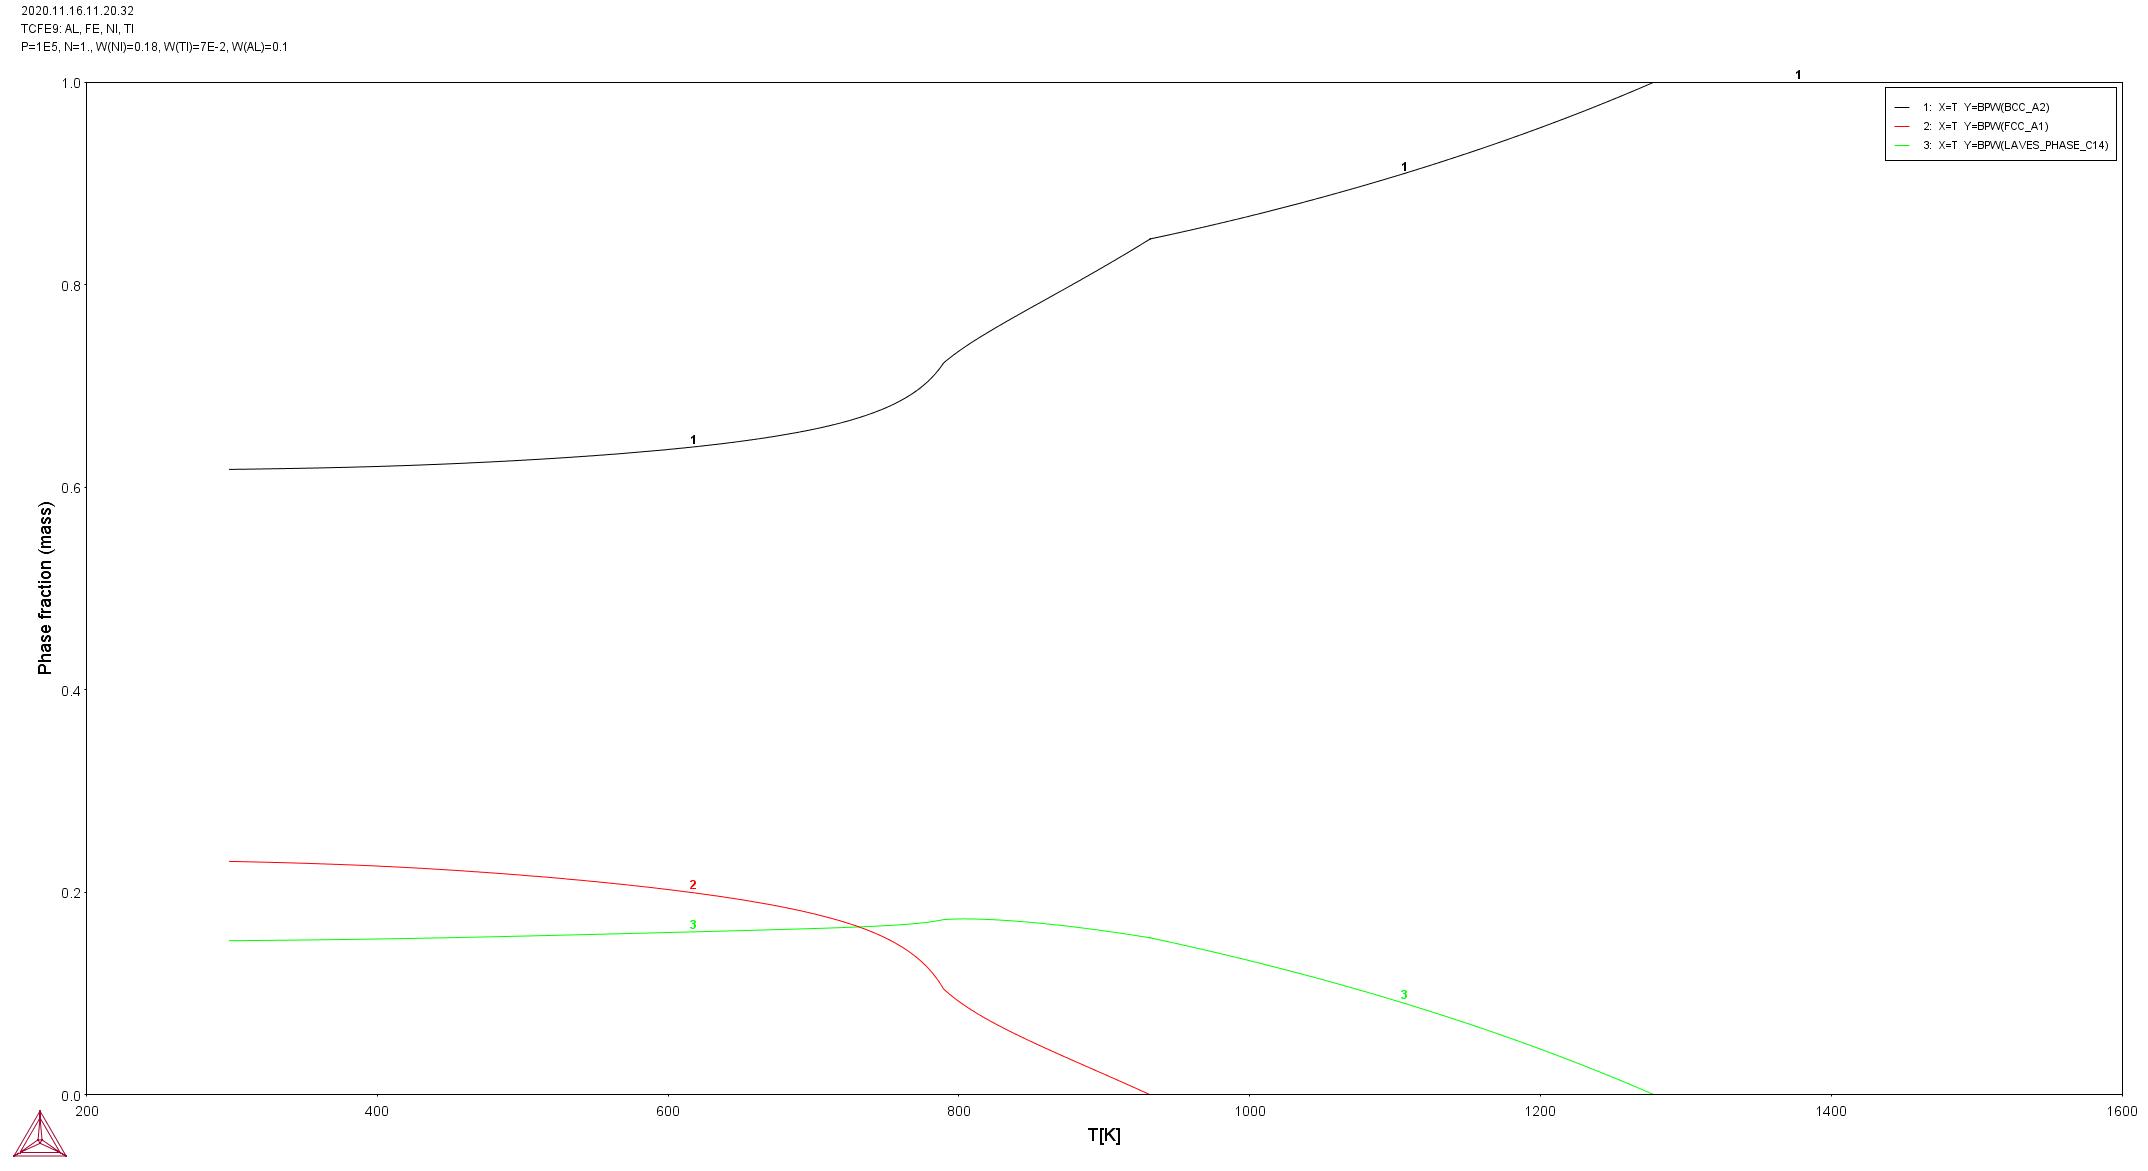 2020.11.16.11.20.32
TCFE9: AL, FE, NI, TI
P=1E5, N=1., W(NI)=0.18, W(TI)=7E-2, W(AL)=0.1
1
1.0
1: X=T Y=BPW(BCC_A2)
2: X=T Y=BPW(FCC_A1)
3: X=T Y=BPW(LAVES_PHASE_C14)
1
0.8
1
0.6
Phase fraction (mass)
0.4
2
0.2
3
3
0.0
200 400 600 800 1000 1200 1400 1600
T[K]